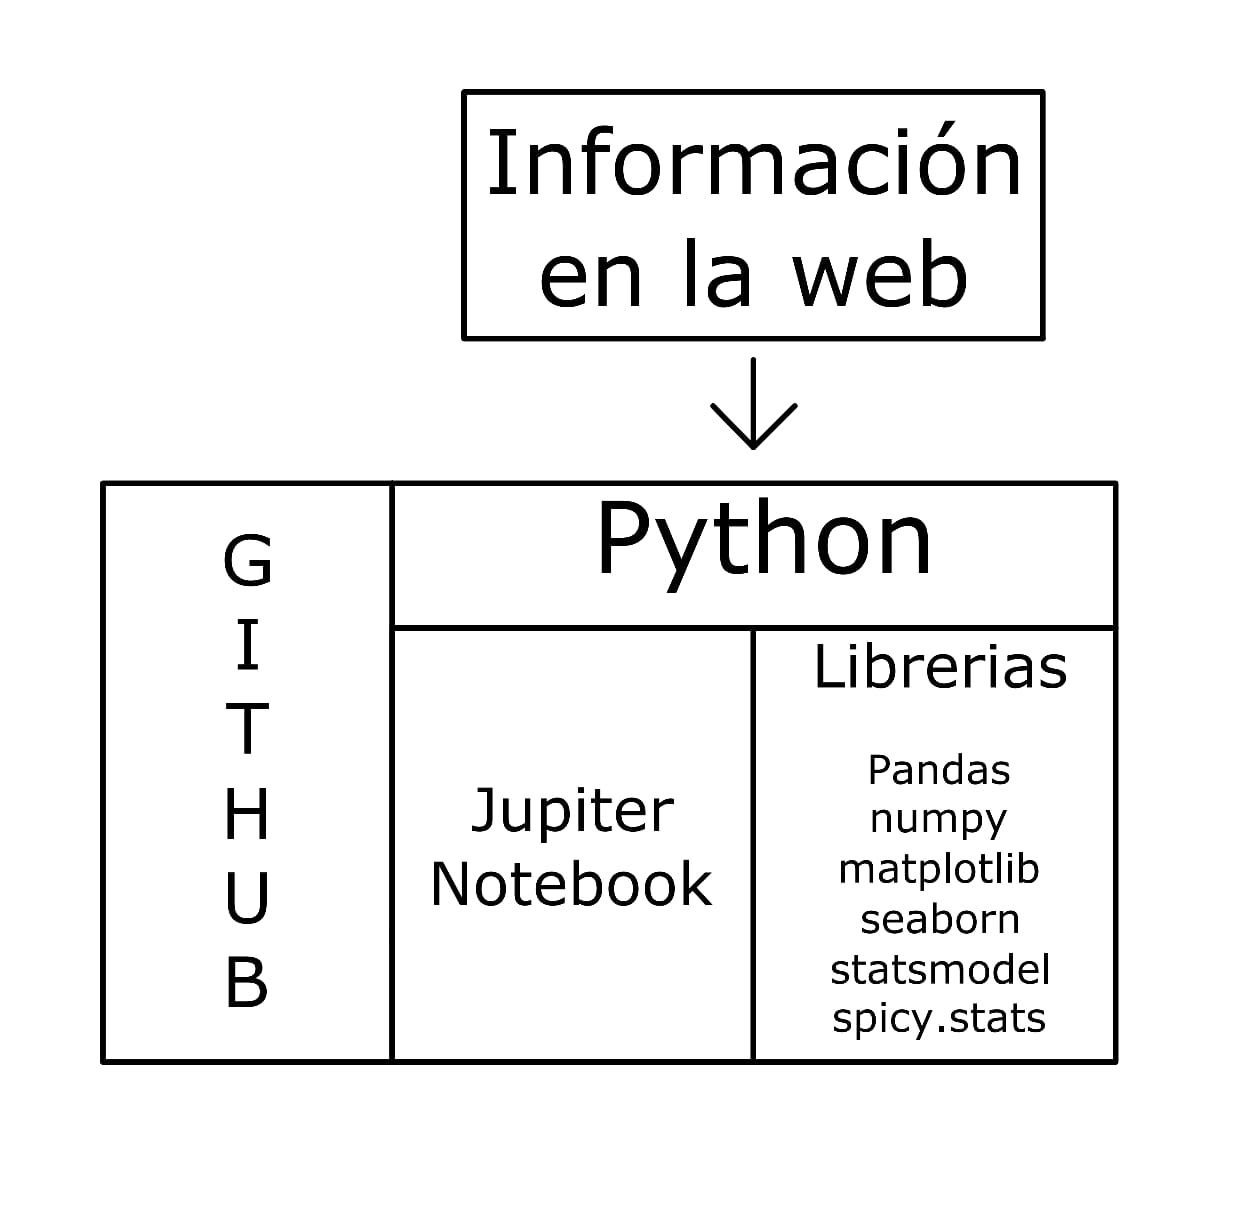 Información
en la web
G
I
T
H
U
B
Python
Jupiter
Notebook
Librerias
Pandas
numpy
matplotlib
seaborn
statsmodel
spicy.stats